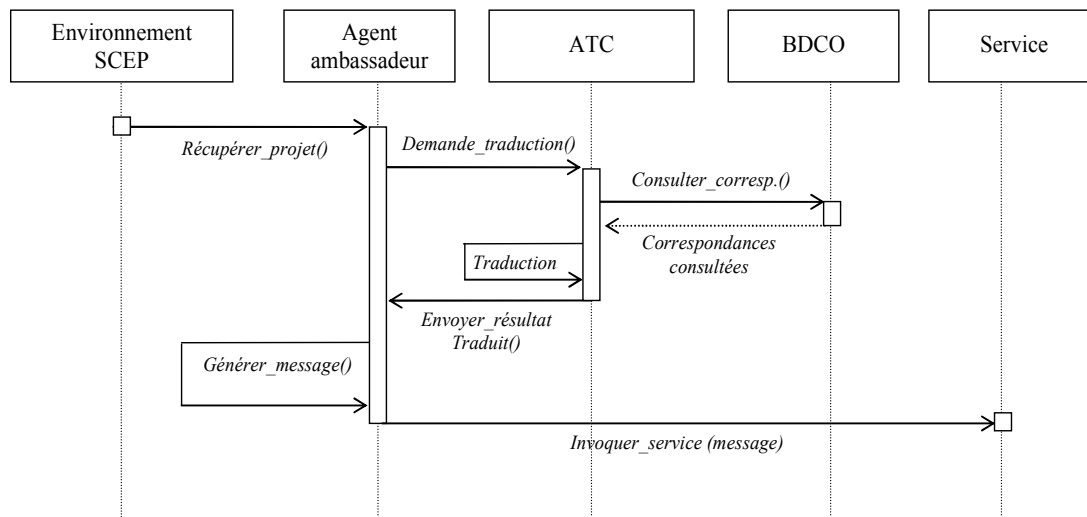 Environnement
SCEP
Agent
ambassadeur
ATC
BDCO
Service
Récupérer_projet()
Demande_traduction()
Consulter_corresp.()
Correspondances
consultées
Traduction
Envoyer_résultat
Traduit()
Générer_message()
Invoquer_service (message)